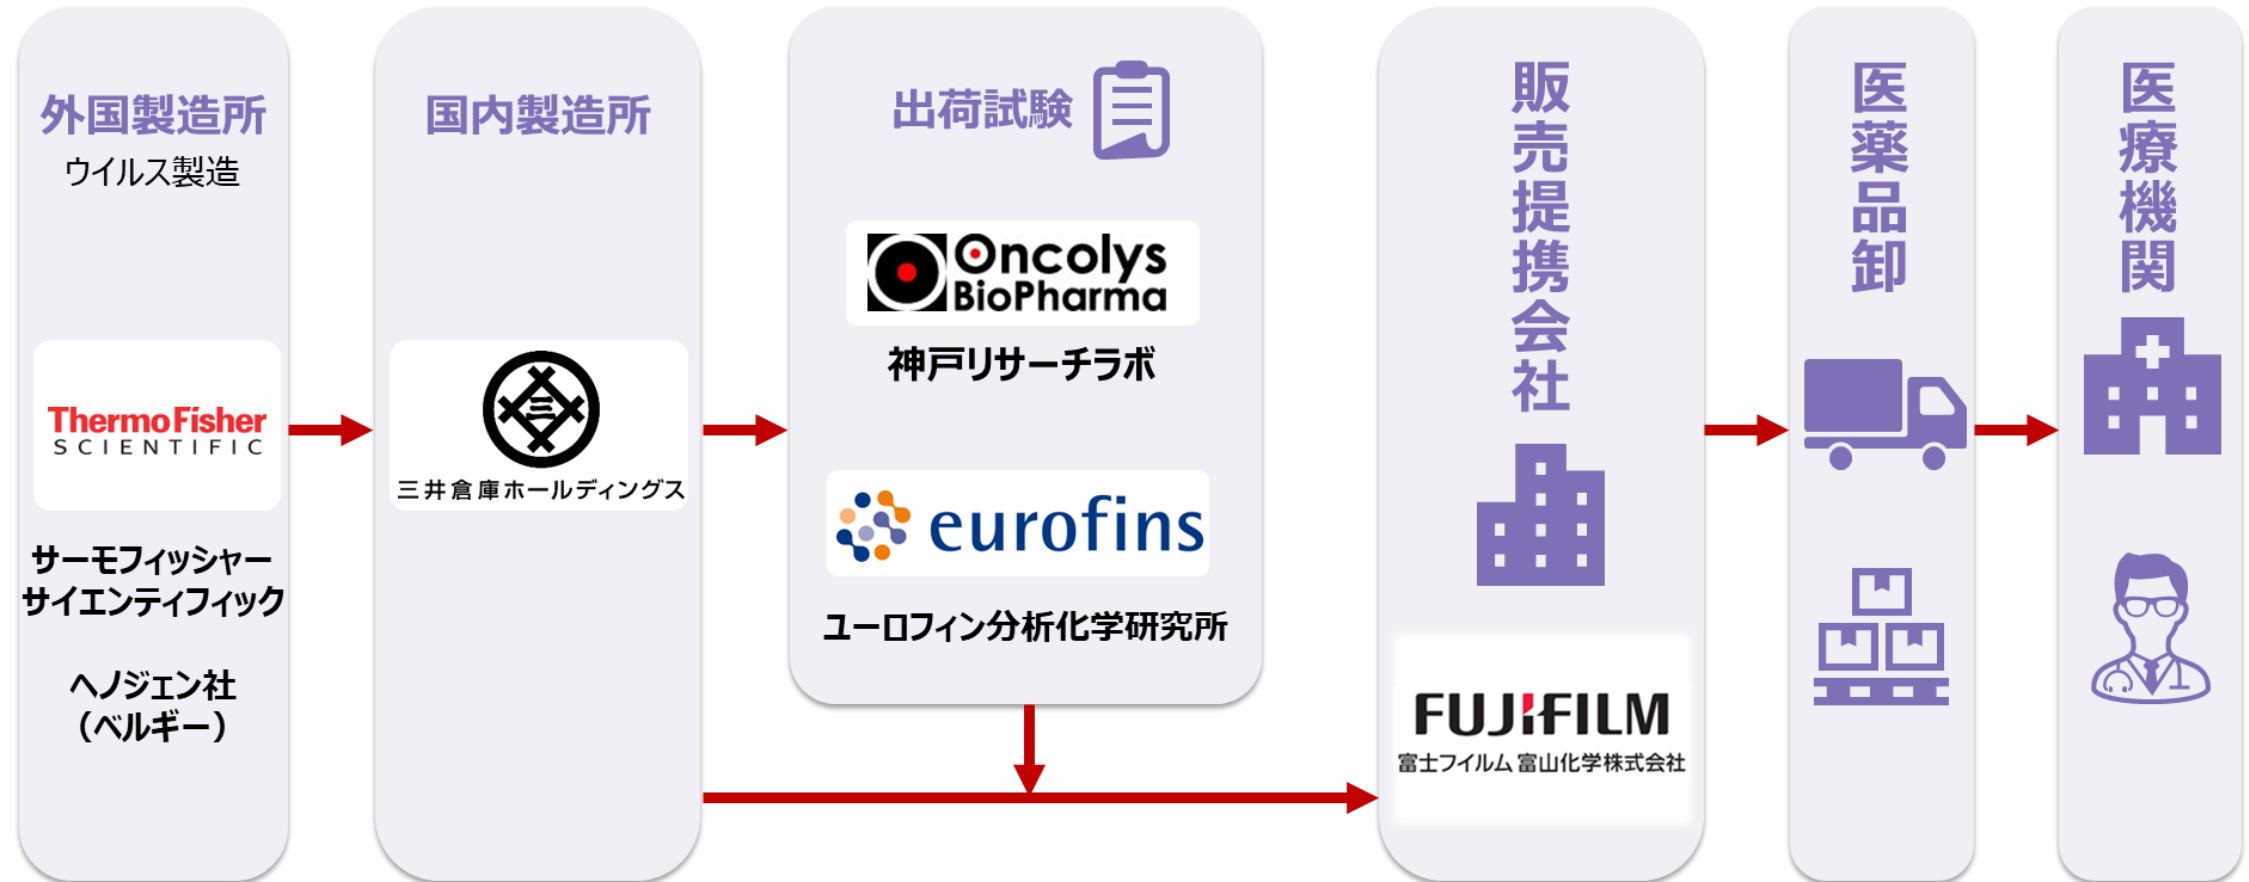 外国製造所
ウイルス製造
ThermoFisher
SCIENTIFIC
サーモフィッシャー
サイエンティフィック
ヘノジェン社
（ベルギー）
国内製造所
三
三井倉庫ホールディングス
出荷試験
Oncolys
BioPharma
神戸リサーチラボ
eurofins
ユーロフィン分析化学研究所
販売提携会社
FUJIFILM
富士フイルム 富山化学株式会社
医薬品卸
医療機関